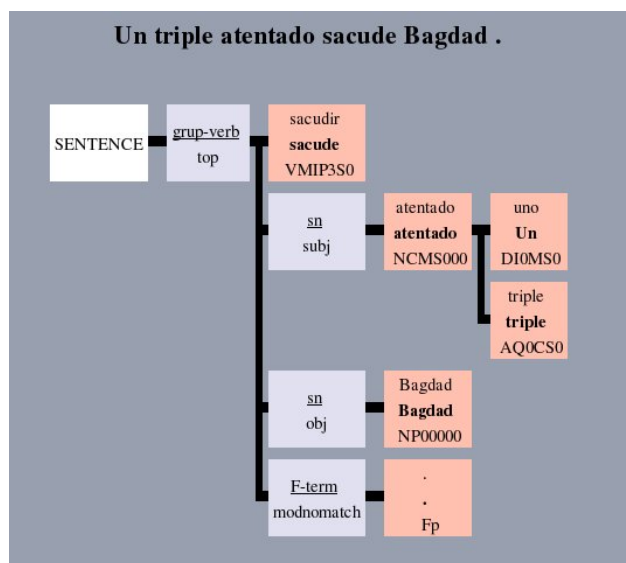 Un triple atentado sacude Bagdad .
SENTENCE
grup-verb
top
sacudir
sacude
VMIP3S0
sn
subj
atentado
atentado
NCMS000
uno
Un
DI0MS0
triple
triple
AQ0CS0
sn
obj
Bagdad
Bagdad
NP00000
F-term
modnomatch
.
.
Fp